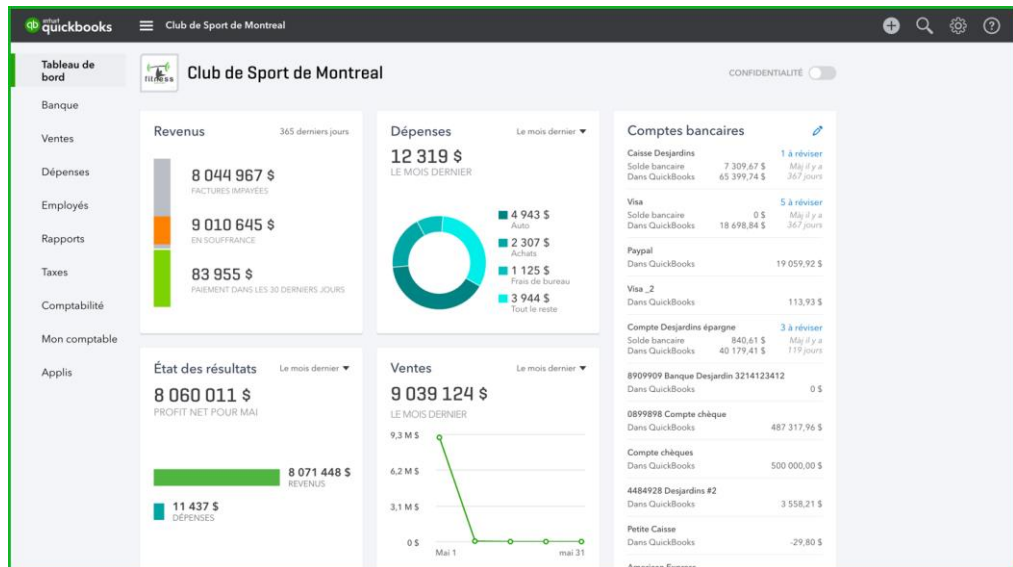 intuit
qb quickbooks
Club de Sport de Montreal
Tableau de
bord
Banque
Ventes
Dépenses
Employés
Rapports
Taxes
Comptabilité
Mon comptable
Applis
fitness
Club de Sport de Montreal
CONFIDENTIALITÉ
Revenus 365 derniers jours
8 044 967 $
FACTURES IMPAYÉES
9 010 645 $
EN SOUFFRANCE
83 955 $
PAIEMENT DANS LES 30 DERNIERS JOURS
Dépenses Le mois dernier
12 319 $
LE MOIS DERNIER
4 943 $
Auto
2 307 $
Achats
1 125 $
Frais de bureau
3 944 $
Tout le reste
État des résultats Le mois dernier
8 060 011 $
PROFIT NET POUR MAI
8 071 448 $
REVENUS
11 437 $
DÉPENSES
Ventes Le mois dernier
9 039 124 $
LE MOIS DERNIER
9,3 M $
6,2 M $
3,1 M $
0 $
Mai 1 mai 31
Comptes bancaires
Caisse Desjardins 1 à réviser
Solde bancaire 7 309,67 $ Màj il y a
Dans QuickBooks 65 399,74 $ 367 jours
Visa 5 à réviser
Solde bancaire 0 $ Màj il y a
Dans QuickBooks 18 698,84 $ 367 jours
Paypal
Dans QuickBooks 19 059,92 $
Visa _2
Dans QuickBooks 113,93 $
Compte Desjardins épargne 3 à réviser
Solde bancaire 840,61 $ Màj il y a
Dans QuickBooks 40 179,41 $ 119 jours
8909909 Banque Desjardin 3214123412
Dans QuickBooks 0 $
0899898 Compte chèque
Dans QuickBooks 487 317,96 $
Compte chèques
Dans QuickBooks 500 000,00 $
4484928 Desjardins #2
Dans QuickBooks 3 558,21 $
Petite Caisse
Dans QuickBooks -29,80 $
American Express